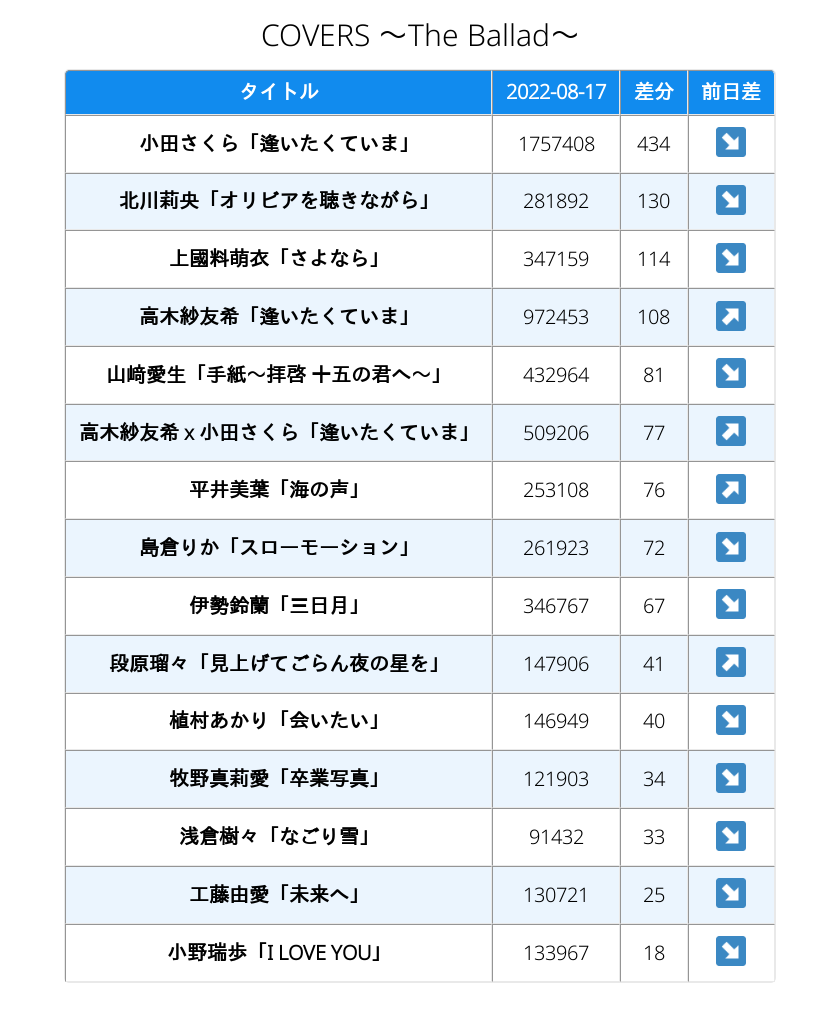 COVERS ～The Ballad～
タイトル 2022-08-17 差分 前日差
小田さくら「逢いたくていま」 1757408 434 ↘
北川莉央「オリビアを聴きながら」 281892 130 ↘
上國料萌衣「さよなら」 347159 114 ↘
高木紗友希「逢いたくていま」 972453 108 ↗
山﨑愛生「手紙～拝啓 十五の君へ～」 432964 81 ↘
高木紗友希 x 小田さくら「逢いたくていま」 509206 77 ↗
平井美葉「海の声」 253108 76 ↗
島倉りか「スローモーション」 261923 72 ↘
伊勢鈴蘭「三日月」 346767 67 ↘
段原瑠々「見上げてごらん夜の星を」 147906 41 ↗
植村あかり「会いたい」 146949 40 ↘
牧野真莉愛「卒業写真」 121903 34 ↘
浅倉樹々「なごり雪」 91432 33 ↘
工藤由愛「未来へ」 130721 25 ↘
小野瑞歩「I LOVE YOU」 133967 18 ↘